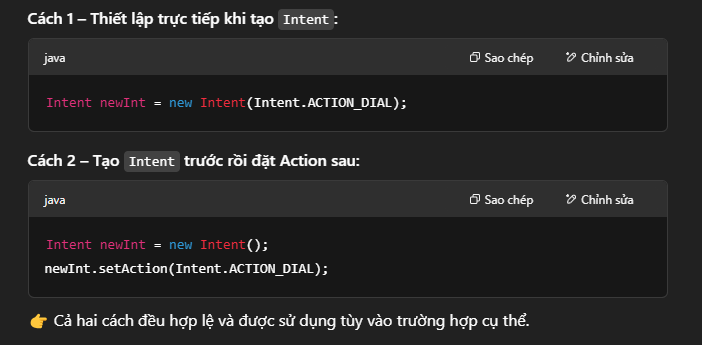 Cách 1 – Thiết lập trực tiếp khi tạo Intent:
java Sao chép Chỉnh sửa
Intent newInt = new Intent(Intent.ACTION_DIAL);
Cách 2 – Tạo Intent trước rồi đặt Action sau:
java Sao chép Chỉnh sửa
Intent newInt = new Intent();
newInt.setAction(Intent.ACTION_DIAL);
👉 Cả hai cách đều hợp lệ và được sử dụng tùy vào trường hợp cụ thể.